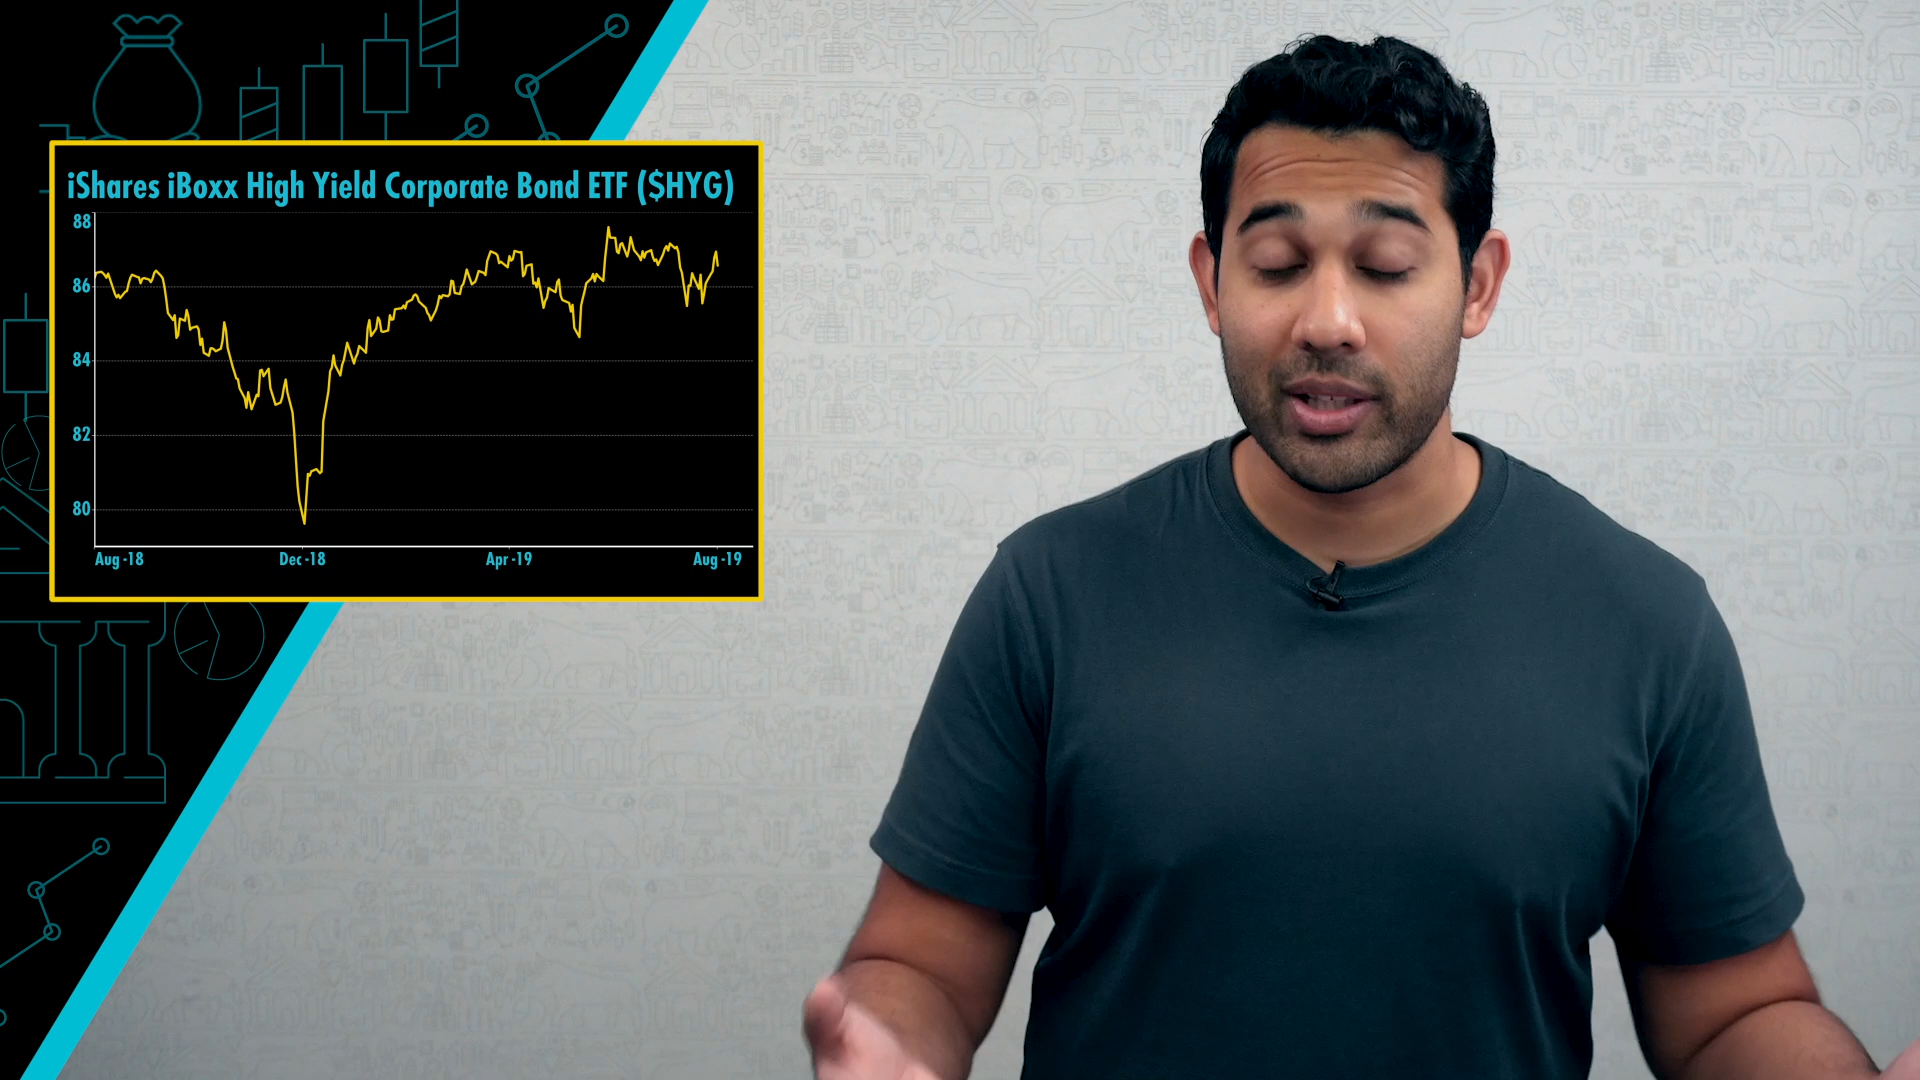 iShares iBoxx High Yield Corporate Bond ETF ($HYG)
88
86
84
82
80
Aug-18 Dec-18 Apr-19 Aug-19